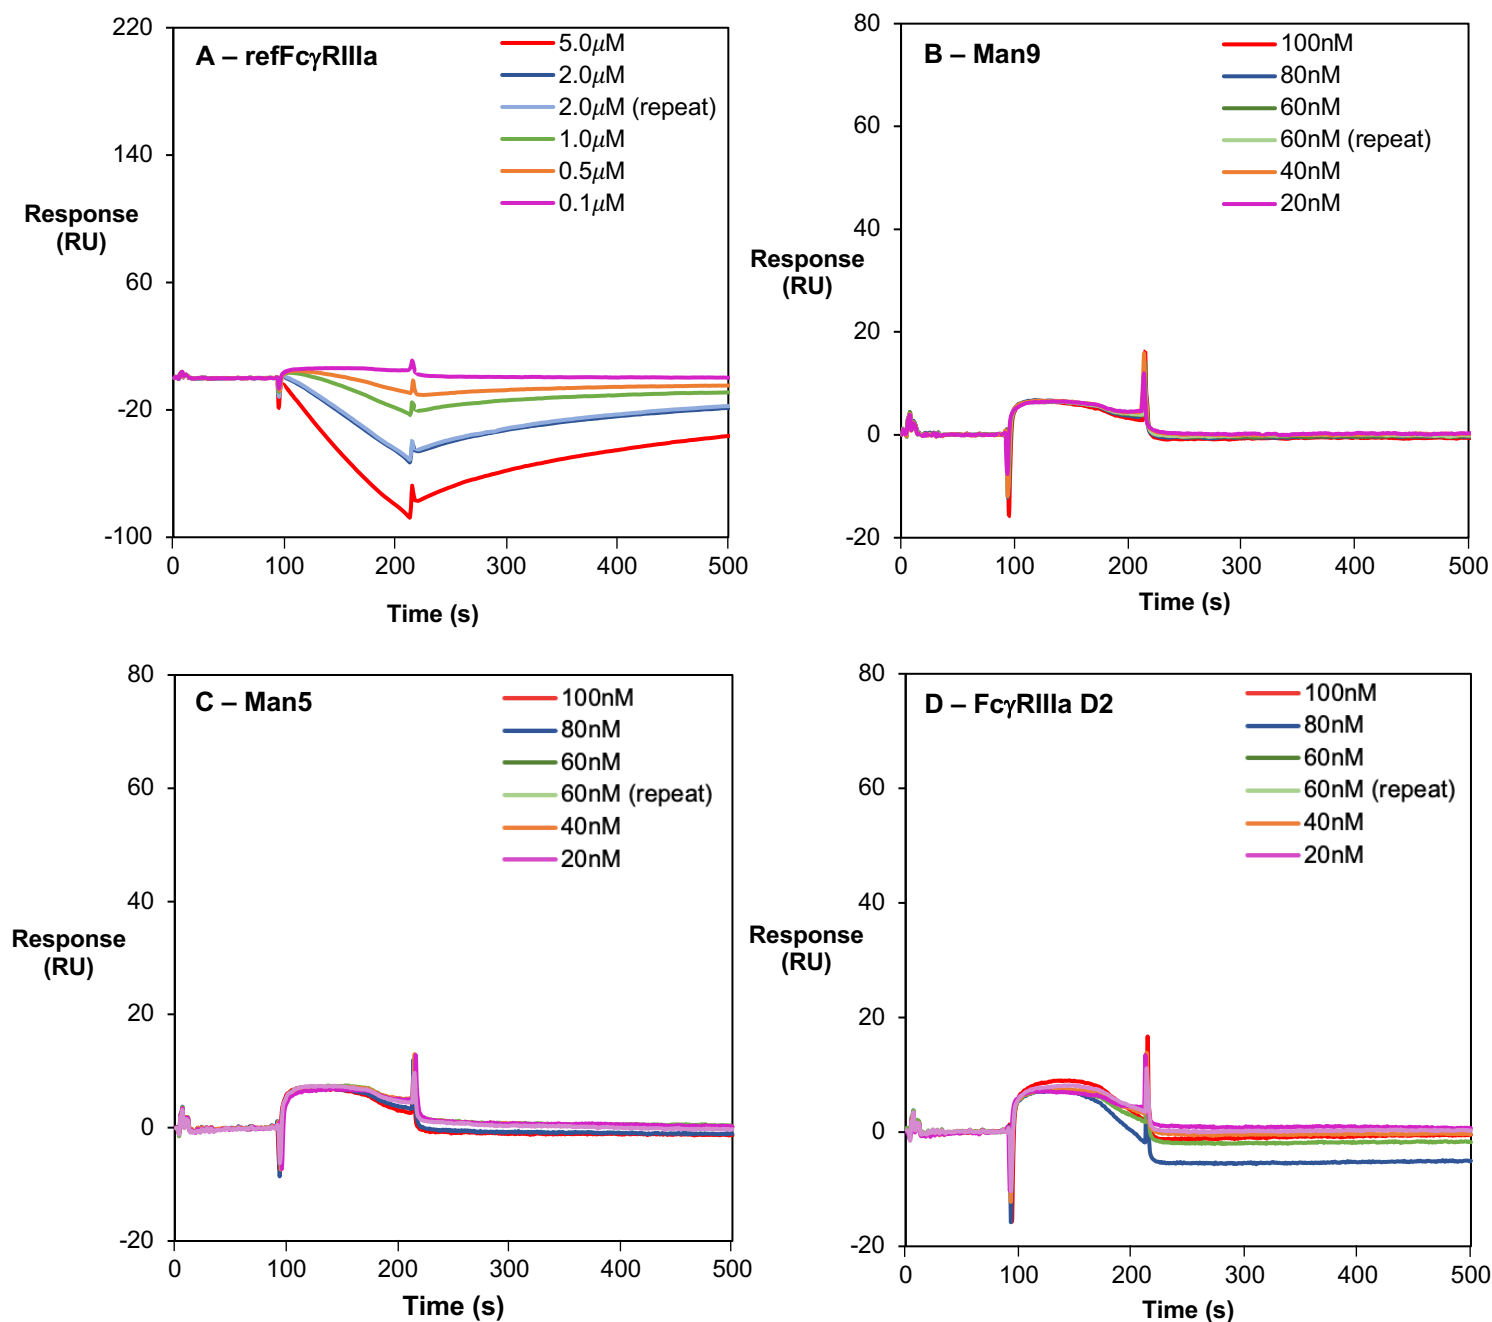 A – refFcγRIIIa
5.0μM
2.0μM
2.0μM (repeat)
1.0μM
0.5μM
0.1μM
220
140
60
-20
-100
Response
(RU)
0 100 200 300 400 500
Time (s)
B – Man9
100nM
80nM
60nM
60nM (repeat)
40nM
20nM
80
60
40
20
0
-20
Response
(RU)
0 100 200 300 400 500
Time (s)
C – Man5
100nM
80nM
60nM
60nM (repeat)
40nM
20nM
80
60
40
20
0
-20
Response
(RU)
0 100 200 300 400 500
Time (s)
D – FcγRIIIa D2
100nM
80nM
60nM
60nM (repeat)
40nM
20nM
80
60
40
20
0
-20
Response
(RU)
0 100 200 300 400 500
Time (s)